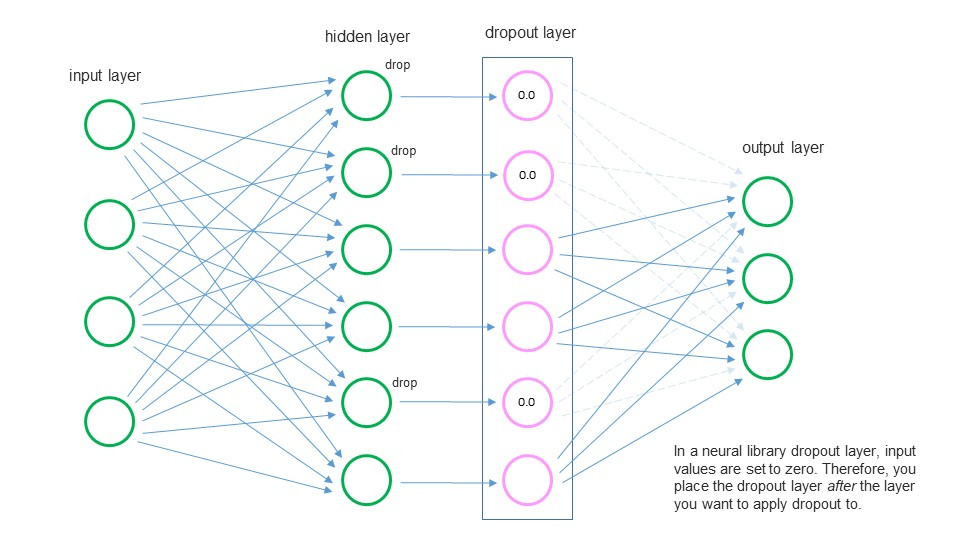 input layer
hidden layer
dropout layer
output layer
drop
0.0
drop
0.0
drop
0.0
In a neural library dropout layer, input
values are set to zero. Therefore, you
place the dropout layer after the layer
you want to apply dropout to.